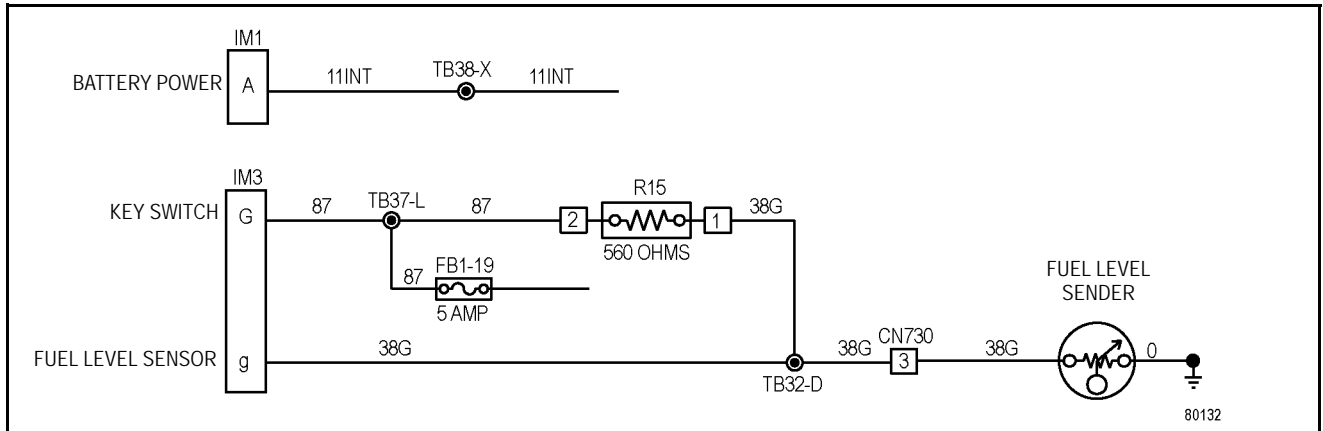 IM1
BATTERY POWER
A
11INT
TB38-X
11INT
IM3
KEY SWITCH
G
87
TB37-L
87
2
R15
1
38G
560 OHMS
87
FB1-19
5 AMP
FUEL LEVEL
SENDER
FUEL LEVEL SENSOR
g
38G
TB32-D
38G
CN730
3
38G
0
80132